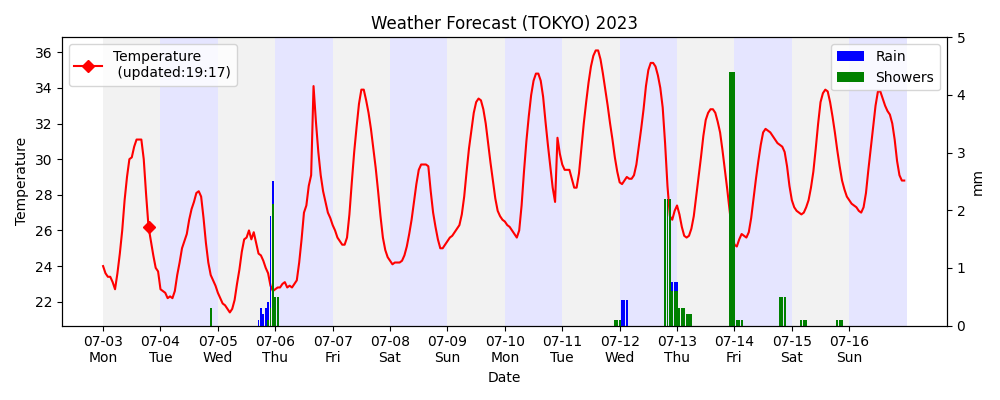 Weather Forecast (TOKYO) 2023
Temperature
(updated:19:17)
Rain
Showers
Temperature
36
34
32
30
28
26
24
22
5
4
3
2
1
0
mm
07-03 07-04 07-05 07-06 07-07 07-08 07-09 07-10 07-11 07-12 07-13 07-14 07-15 07-16
Mon Tue Wed Thu Fri Sat Sun Mon Tue Wed Thu Fri Sat Sun
Date